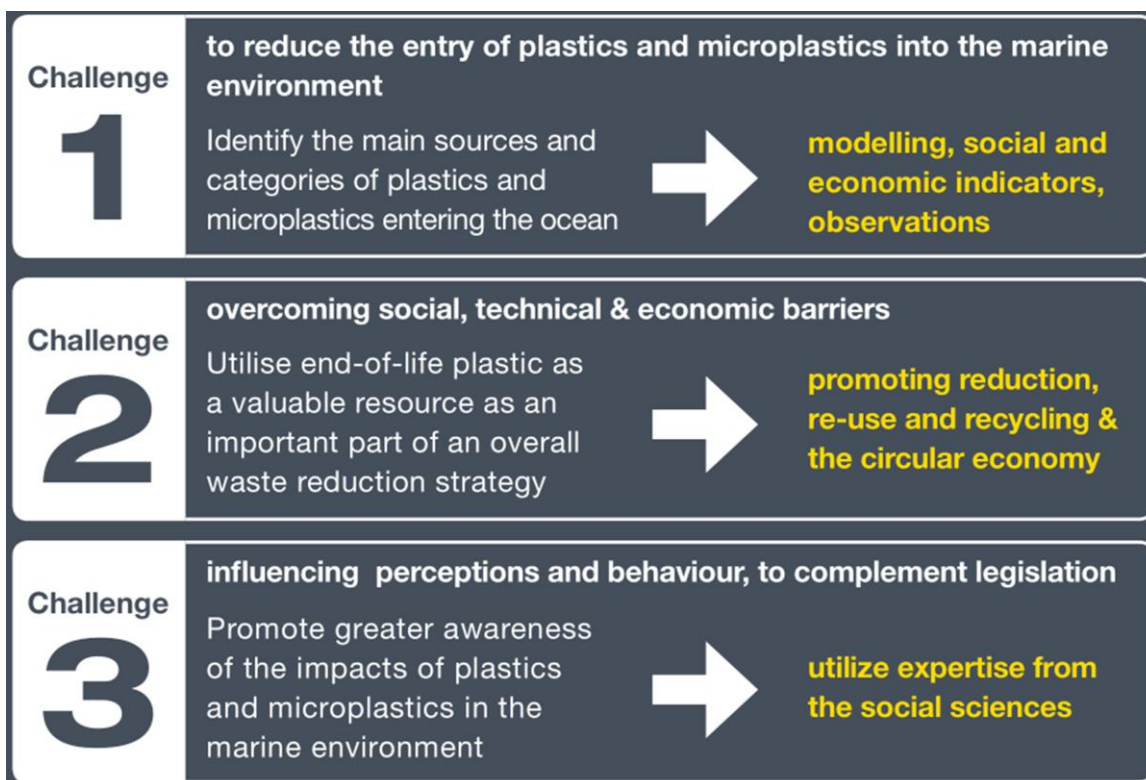 Challenge
1
to reduce the entry of plastics and microplastics into the marine
environment
Identify the main sources and
categories of plastics and
microplastics entering the ocean
modelling, social and
economic indicators,
observations
Challenge
2
overcoming social, technical & economic barriers
Utilise end-of-life plastic as
a valuable resource as an
important part of an overall
waste reduction strategy
promoting reduction,
re-use and recycling &
the circular economy
Challenge
3
influencing perceptions and behaviour, to complement legislation
Promote greater awareness
of the impacts of plastics
and microplastics in the
marine environment
utilize expertise from
the social sciences